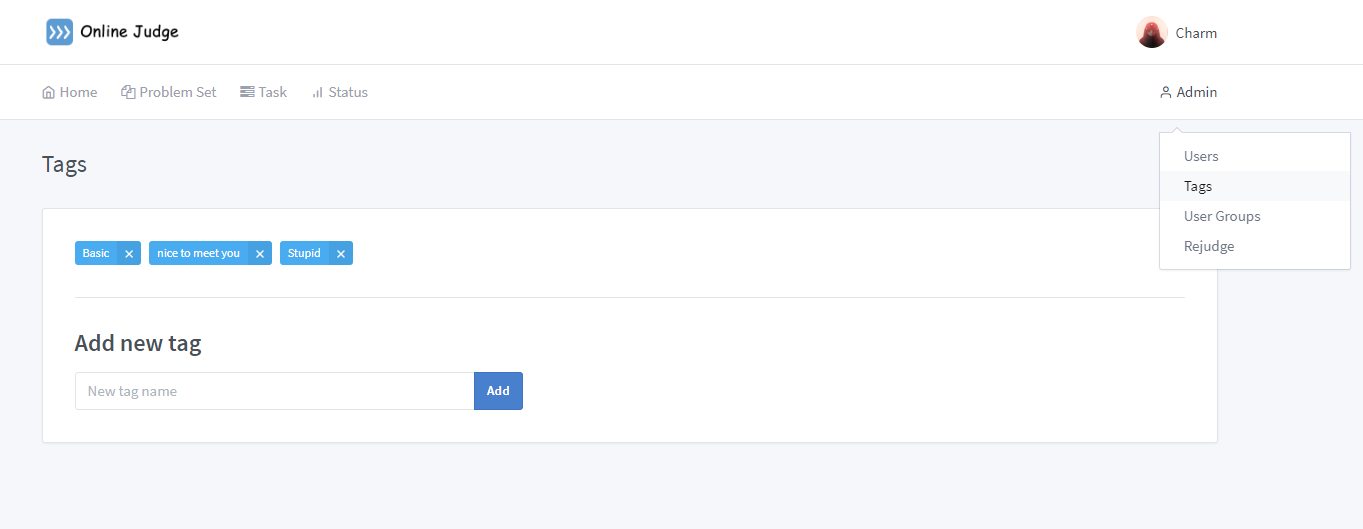 Online Judge
Charm
Home Problem Set Task Status
Admin
Users
Tags
User Groups
Rejudge
Tags
Basic × nice to meet you × Stupid ×
Add new tag
New tag name
Add